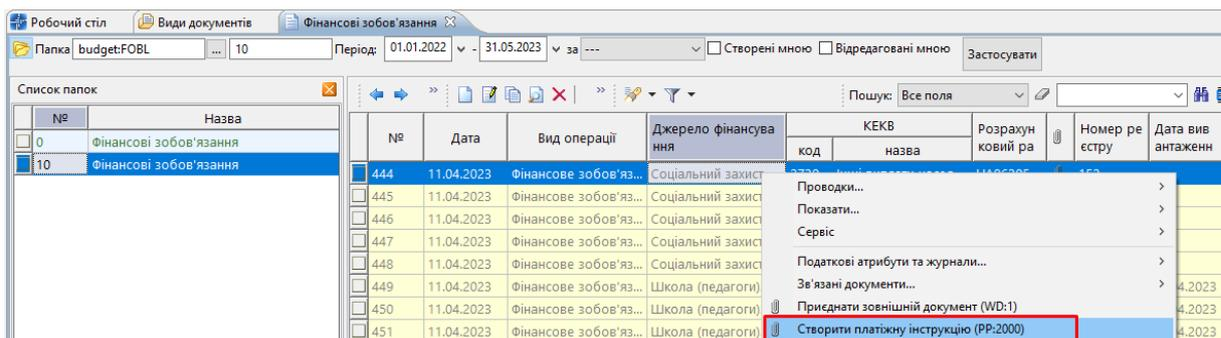 Робочий стіл Види документів Фінансові зобов'язання
Папка budget:FOBL ... 10 Період: 01.01.2022 - 31.05.2023 за --- Створені мною Відредаговані мною Застосувати
Список папок
№ Назва
0 Фінансові зобов'язання
10 Фінансові зобов'язання
Пошук: Все поля
№ Дата Вид операції Джерело фінансування КЕКВ код назва Розрахунковий ра Номер реєстру Дата вивантаженн
444 11.04.2023 Фінансове зобов'яз... Соціальний захист
445 11.04.2023 Фінансове зобов'яз... Соціальний захист
446 11.04.2023 Фінансове зобов'яз... Соціальний захист
447 11.04.2023 Фінансове зобов'яз... Соціальний захист
448 11.04.2023 Фінансове зобов'яз... Соціальний захист
449 11.04.2023 Фінансове зобов'яз... Школа (педагоги) 4.2023
450 11.04.2023 Фінансове зобов'яз... Школа (педагоги) 4.2023
451 11.04.2023 Фінансове зобов'яз... Школа (педагоги) 4.2023
Проводки...
Показати...
Сервіс
Податкові атрибути та журнали...
Зв'язані документи...
Приєднати зовнішній документ (WD:1)
Створити платіжну інструкцію (PP:2000)